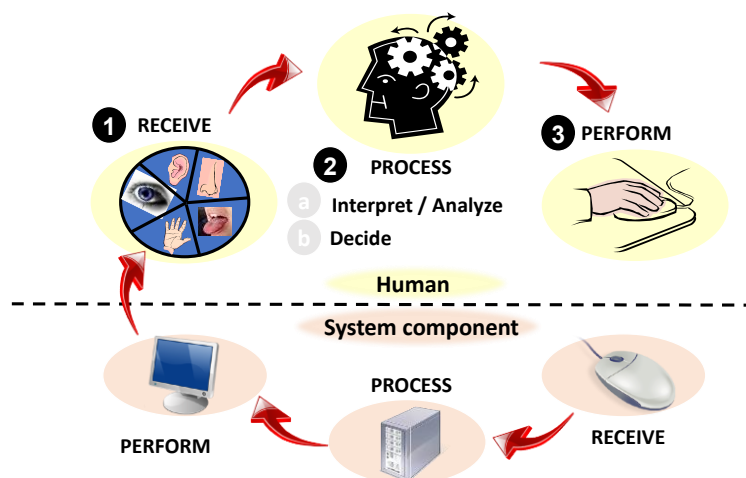 1 RECEIVE
2 PROCESS
a Interpret / Analyze
b Decide
3 PERFORM
Human
System component
PERFORM
PROCESS
RECEIVE